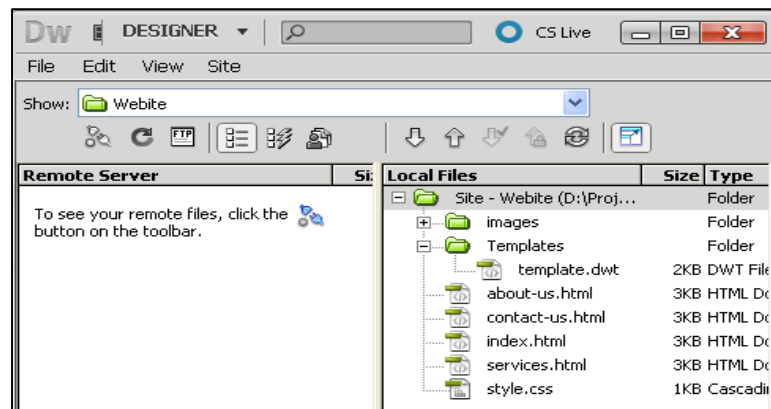 Dw DESIGNER CS Live
File Edit View Site
Show: Webite
FTP
Remote Server Si:
To see your remote files, click the
button on the toolbar.
Local Files Size Type
Site - Webite (D:\Proj... Folder
images Folder
Templates Folder
template.dwt 2KB DWT File
about-us.html 3KB HTML Do
contact-us.html 3KB HTML Do
index.html 3KB HTML Do
services.html 3KB HTML Do
style.css 1KB Cascadin